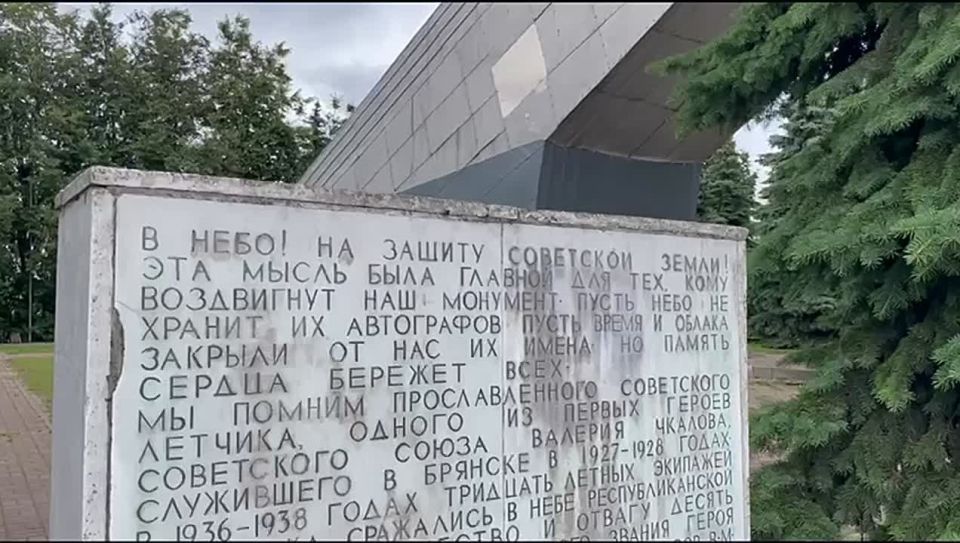 В НЕБО! НА ЗАЩИТУ СОВЕТСКОЙ ЗЕМЛИ!
ЭТА МЫСЛЬ БЫЛА ГЛАВНОЙ ДЛЯ ТЕХ, КОМУ
ВОЗДВИГНУТ НАШ МОНУМЕНТ. ПУСТЬ НЕБО НЕ
ХРАНИТ ИХ АВТОГРАФОВ ПУСТЬ ВРЕМЯ И ОБЛАКА
ЗАКРЫЛИ ОТ НАС ИХ ИМЕНА. НО ПАМЯТЬ
СЕРДЦА БЕРЕЖЕТ ВСЕХ.
МЫ ПОМНИМ ПРОСЛАВЛЕННОГО СОВЕТСКОГО
ЛЕТЧИКА, ОДНОГО ИЗ ПЕРВЫХ ГЕРОЕВ
СОВЕТСКОГО СОЮЗА ВАЛЕРИЯ ЧКАЛОВА,
СЛУЖИВШЕГО В БРЯНСКЕ В 1927-1928 ГОДАХ,
В 1936-1938 ГОДАХ ТРИДЦАТЬ ЛЕТНЫХ ЭКИПАЖЕЙ
СРАЖАЛИСЬ В НЕБЕ РЕСПУБЛИКАНСКОЙ
И ОТВАГУ ДЕСЯТЬ
ЗВАНИЯ ГЕРОЯ